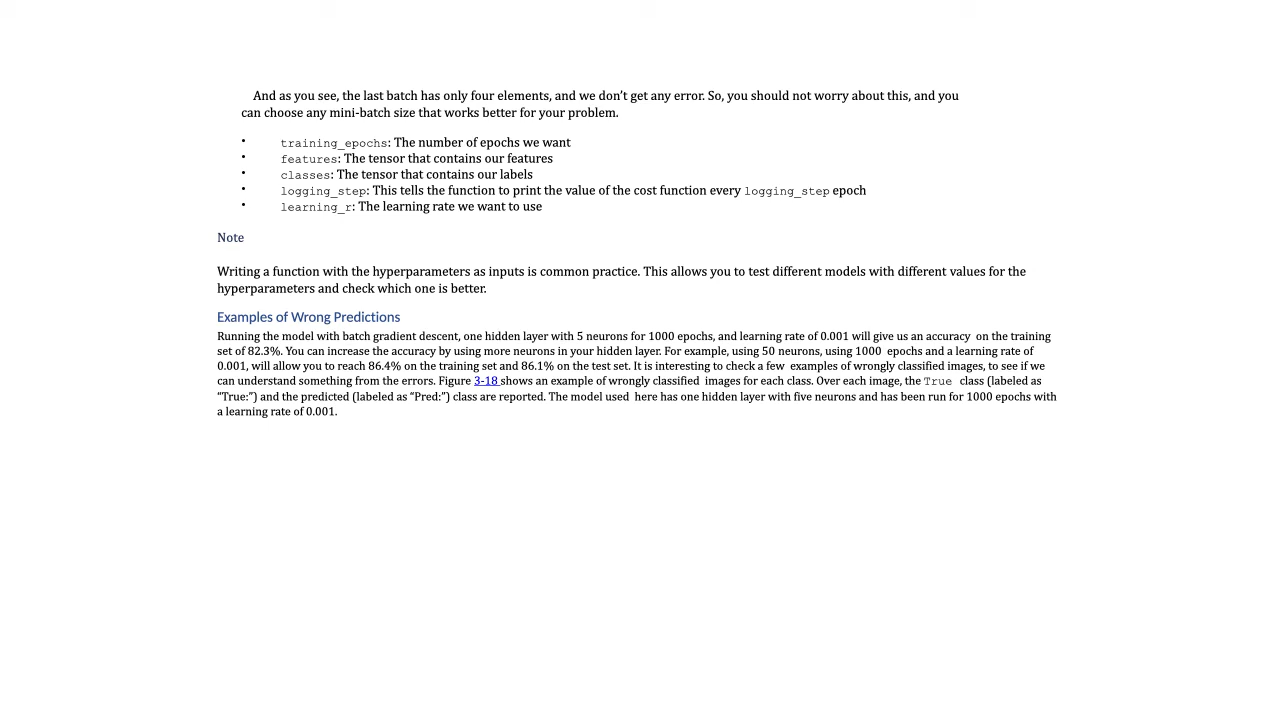 And as you see, the last batch has only four elements, and we don’t get any error. So, you should not worry about this, and you
can choose any mini-batch size that works better for your problem.
• training_epochs: The number of epochs we want
• features: The tensor that contains our features
• classes: The tensor that contains our labels
• logging_step: This tells the function to print the value of the cost function every logging_step epoch
• learning_r: The learning rate we want to use
Note
Writing a function with the hyperparameters as inputs is common practice. This allows you to test different models with different values for the
hyperparameters and check which one is better.
Examples of Wrong Predictions
Running the model with batch gradient descent, one hidden layer with 5 neurons for 1000 epochs, and learning rate of 0.001 will give us an accuracy on the training
set of 82.3%. You can increase the accuracy by using more neurons in your hidden layer. For example, using 50 neurons, using 1000 epochs and a learning rate of
0.001, will allow you to reach 86.4% on the training set and 86.1% on the test set. It is interesting to check a few examples of wrongly classified images, to see if we
can understand something from the errors. Figure 3-18 shows an example of wrongly classified images for each class. Over each image, the True class (labeled as
“True:”) and the predicted (labeled as “Pred:”) class are reported. The model used here has one hidden layer with five neurons and has been run for 1000 epochs with
a learning rate of 0.001.